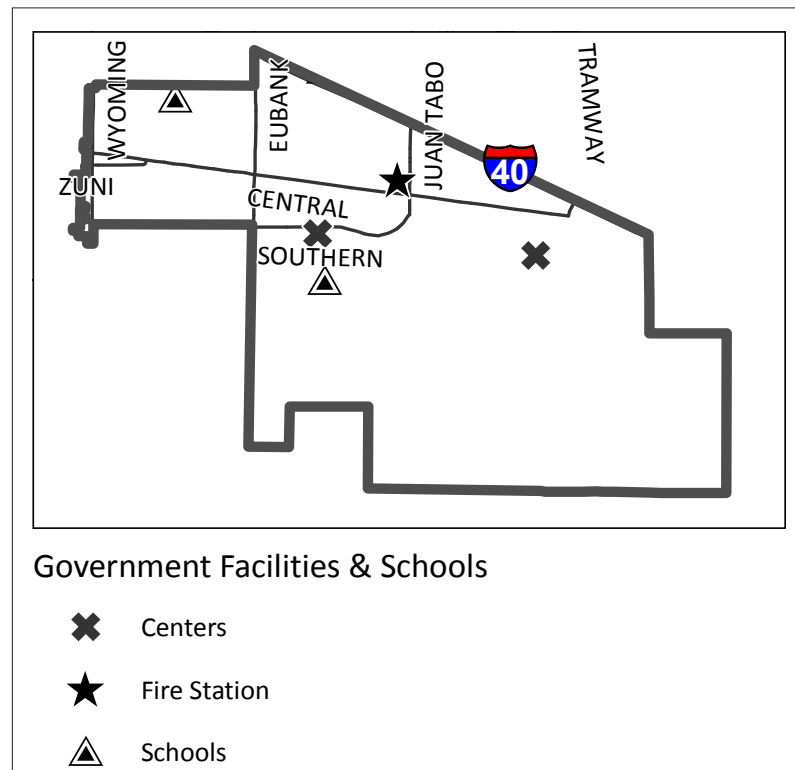 WYOMING
EUBANK
JUAN TABO
TRAMWAY
40
ZUNI
CENTRAL
SOUTHERN
Government Facilities & Schools
Centers
Fire Station
Schools